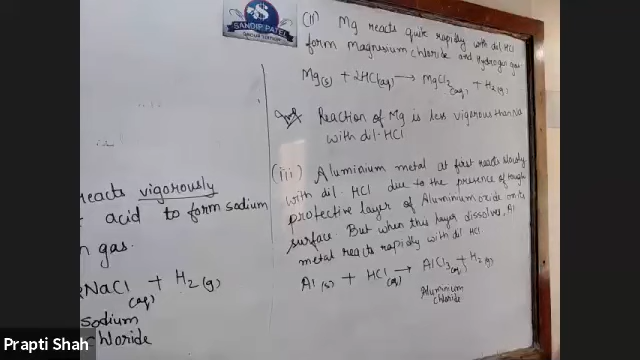 SANDIP PATEL
(ii) Mg reacts quite rapidly with dil. HCl
form Magnesium chloride and Hydrogen gas.
Mg(s) + 2HCl(aq) → MgCl2(aq) + H2(g)
Imp Reaction of Mg is less vigorous than Na
with dil. HCl
(iii) Aluminium metal at first reacts slowly
with dil. HCl due to the presence of tough
protective layer of Aluminium oxide on its
surface. But when this layer dissolves, Al
metal reacts rapidly with dil HCl
Al(s) + HCl(aq) → AlCl3(aq) + H2(g)
Aluminium
chloride
reacts vigorously
acid to form sodium
gas.
NaCl(aq) + H2(g)
sodium
chloride
Prapti Shah